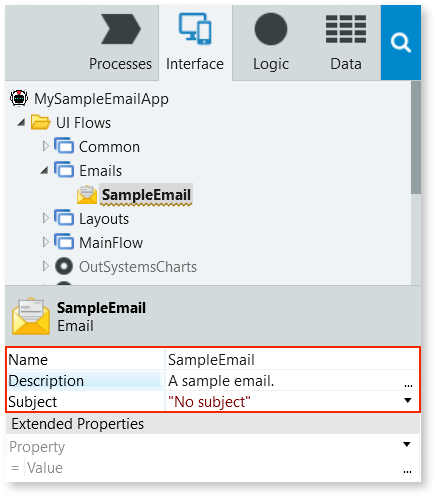 Processes Interface Logic Data
MySampleEmailApp
UI Flows
Common
Emails
SampleEmail
Layouts
MainFlow
OutSystemsCharts
SampleEmail
Email
Name SampleEmail
Description A sample email. ...
Subject "No subject"
Extended Properties
Property
= Value ...